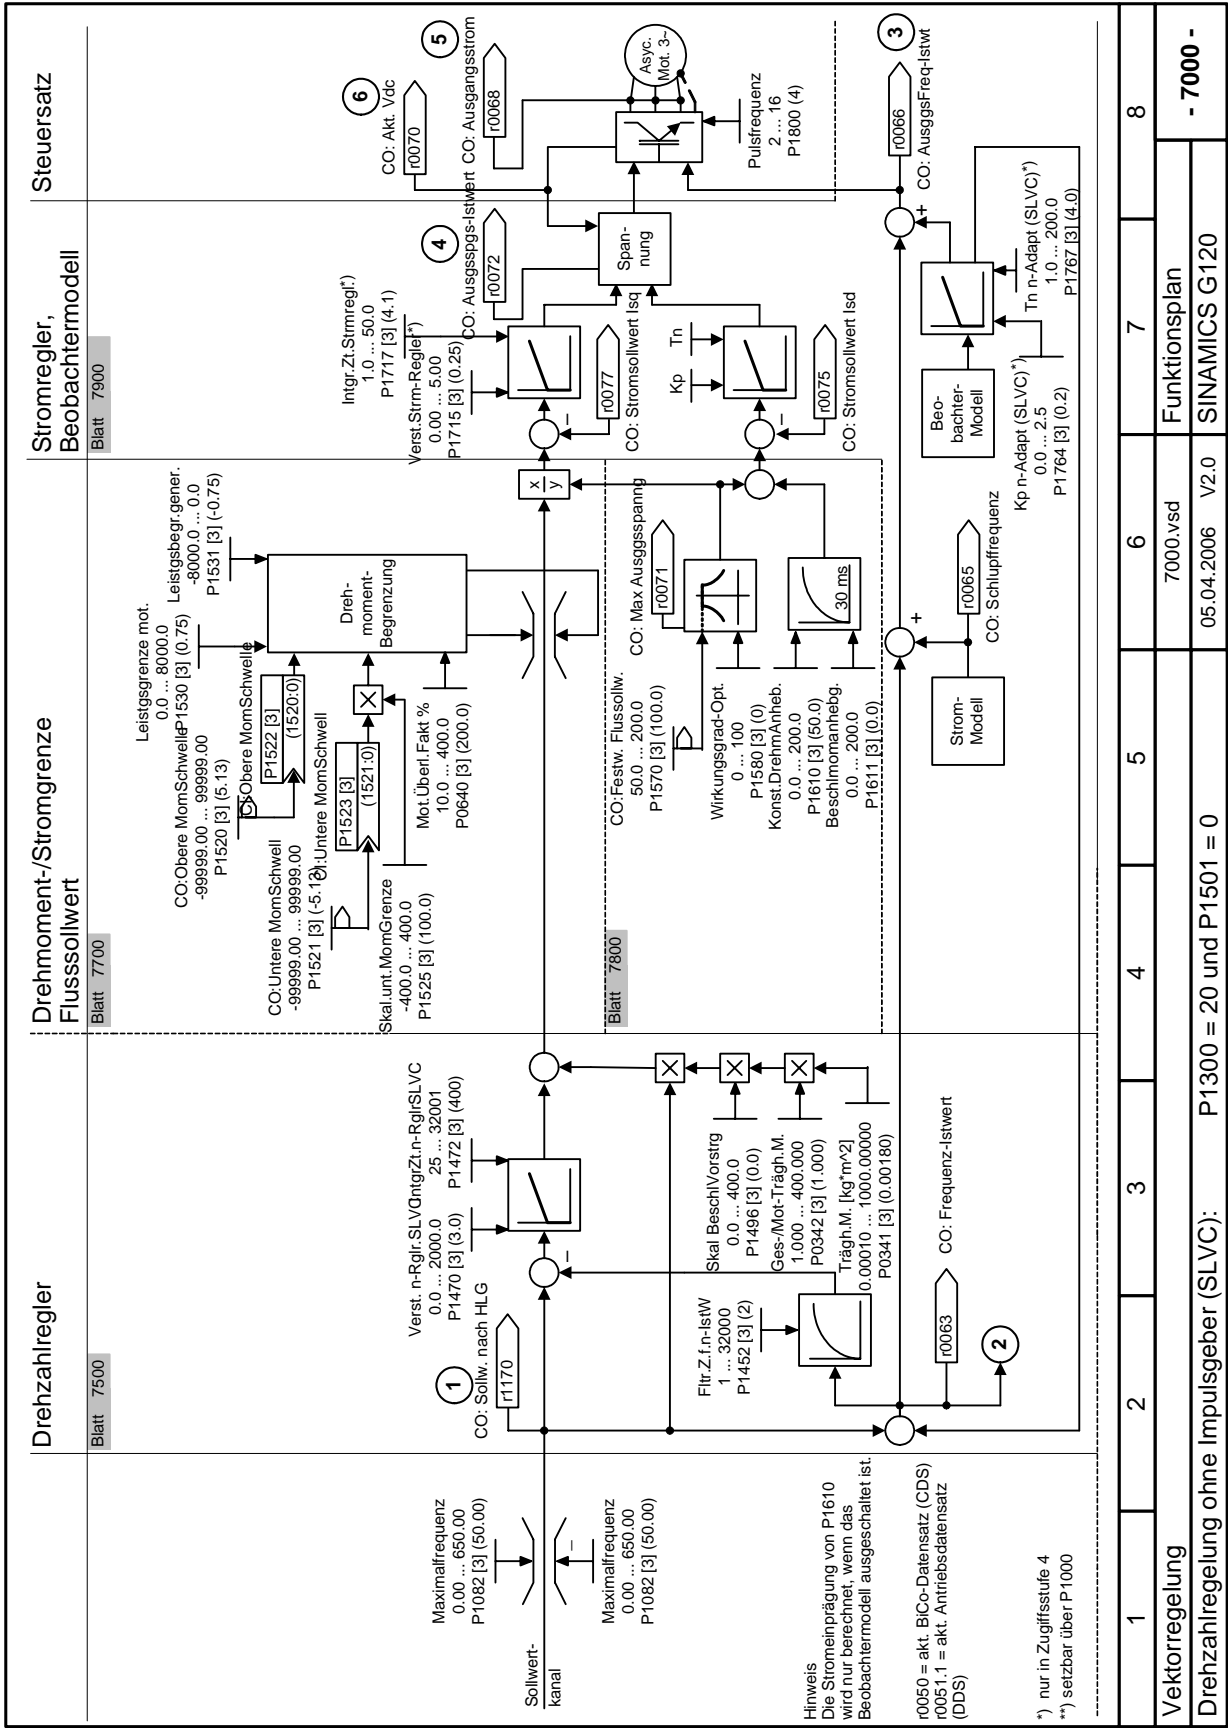 Drehzahlregler
Blatt 7500
Drehmoment-/Stromgrenze
Flusssollwert
Blatt 7700
Stromregler,
Beobachtermodell
Blatt 7900
Steuersatz
Sollwert-
kanal
Maximalfrequenz
0.00 ... 650.00
P1082 [3] (50.00)
–
Maximalfrequenz
0.00 ... 650.00
P1082 [3] (50.00)
1
CO: Sollw. nach HLG
r1170
Verst. n-Rglr.SLVC
0.0 ... 2000.0
P1470 [3] (3.0)
IntgrZt.n-RglrSLVC
25 ... 32001
P1472 [3] (400)
–
Fltr.Z.f.n-IstW
1 ... 32000
P1452 [3] (2)
Skal BeschlVorstrg
0.0 ... 400.0
P1496 [3] (0.0)
Ges-/Mot-Trägh.M.
1.000 ... 400.000
P0342 [3] (1.000)
Trägh.M. [kg*m^2]
0.00010 ... 1000.00000
P0341 [3] (0.00180)
r0063
CO: Frequenz-Istwert
2
CO:Obere MomSchwelle
-99999.00 ... 99999.00
P1520 [3] (5.13)
CI:Obere MomSchwelle
P1522 [3]
(1520:0)
CO:Untere MomSchwell
-99999.00 ... 99999.00
P1521 [3] (-5.13)
CI:Untere MomSchwell
P1523 [3]
(1521:0)
Skal.unt.MomGrenze
-400.0 ... 400.0
P1525 [3] (100.0)
Leistgsgrenze mot.
0.0 ... 8000.0
P1530 [3] (0.75)
Leistgsbegr.gener.
-8000.0 ... 0.0
P1531 [3] (-0.75)
Dreh-
moment-
Begrenzung
Mot.Überl.Fakt %
10.0 ... 400.0
P0640 [3] (200.0)
x
y
Blatt 7800
CO:Festw. Flussollw.
50.0 ... 200.0
P1570 [3] (100.0)
CO: Max Ausggsspanng
r0071
Wirkungsgrad-Opt.
0 ... 100
P1580 [3] (0)
Konst.DrehmAnheb.
0.0 ... 200.0
P1610 [3] (50.0)
Beschlmomanhebg.
0.0 ... 200.0
P1611 [3] (0.0)
30 ms
Strom-
Modell
+
r0065
CO: Schlupffrequenz
Intgr.Zt.Strmregl*)
1.0 ... 50.0
P1717 [3] (4.1)
Verst.Strm-Regler*)
0.00 ... 5.00
P1715 [3] (0.25)
–
r0077
CO: Stromsollwert Isq
Kp
Tn
–
r0075
CO: Stromsollwert Isd
4
CO: Ausgsspgs-Istwert
r0072
Span-
nung
6
CO: Akt. Vdc
r0070
5
CO: Ausgangsstrom
r0068
Asyc.
Mot. 3~
Pulsfrequenz
2 ... 16
P1800 (4)
3
r0066
CO: AusggsFreq-Istwt
+
Beo-
bachter-
Modell
Kp n-Adapt (SLVC)*)
0.0 ... 2.5
P1764 [3] (0.2)
Tn n-Adapt (SLVC)*)
1.0 ... 200.0
P1767 [3] (4.0)
Hinweis
Die Stromeinprägung von P1610
wird nur berechnet, wenn das
Beobachtermodell ausgeschaltet ist.
r0050 = akt. BiCo-Datensatz (CDS)
r0051.1 = akt. Antriebsdatensatz
(DDS)
*) nur in Zugiffsstufe 4
**) setzbar über P1000
1 2 3 4 5 6 7 8
Vektorregelung 7000.vsd Funktionsplan - 7000 -
Drehzahlregelung ohne Impulsgeber (SLVC): P1300 = 20 und P1501 = 0 05.04.2006 V2.0 SINAMICS G120